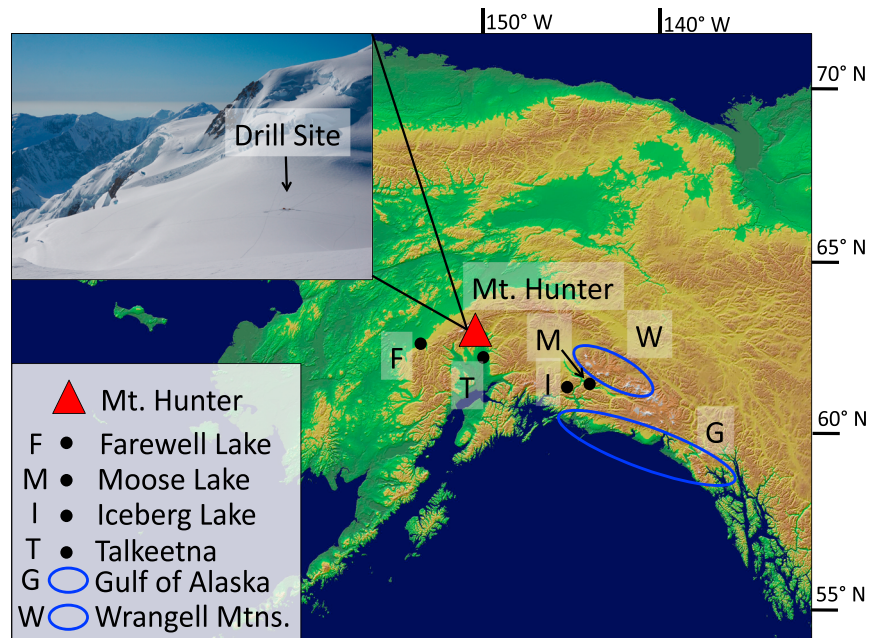 150° W
140° W
70° N
Drill Site
65° N
Mt. Hunter
M
W
F
T
I
60° N
G
Mt. Hunter
F Farewell Lake
M Moose Lake
I Iceberg Lake
T Talkeetna
G Gulf of Alaska
W Wrangell Mtns.
55° N